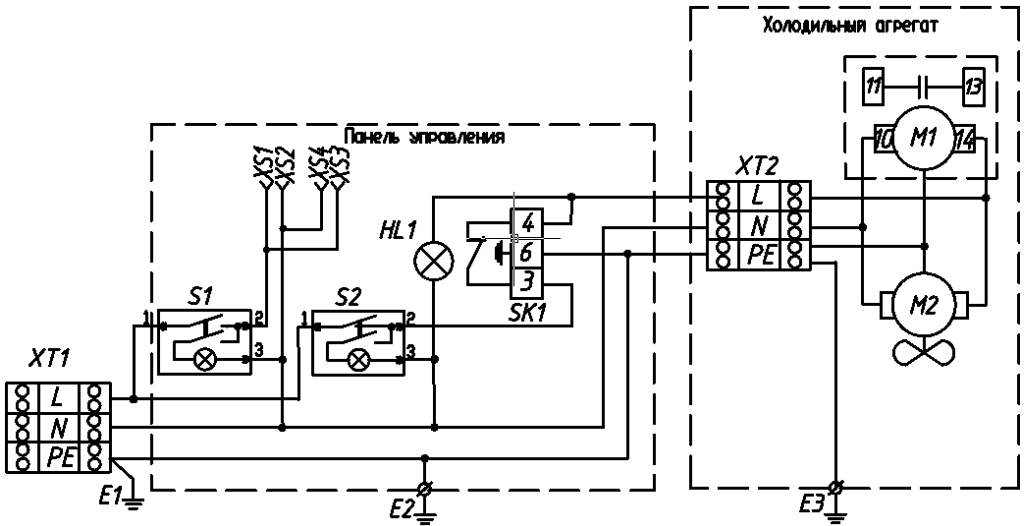 Холодильный агрегат
11
13
10
M1
14
Панель управления
XS1
XS2
XS4
XS3
XT2
L
N
PE
HL1
4
6
3
SK1
M2
S1
1
2
3
S2
1
2
3
XT1
L
N
PE
E1
E2
E3